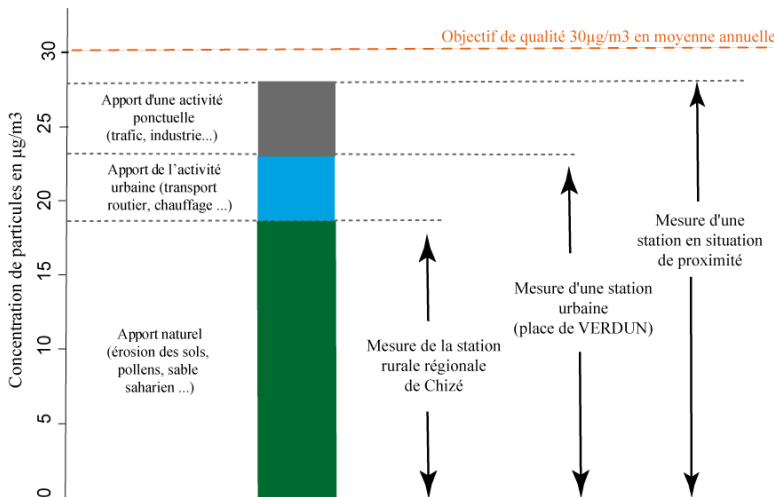 Objectif de qualité 30µg/m3 en moyenne annuelle
Concentration de particules en µg/m3
30
25
20
15
10
5
0
Apport d'une activité
ponctuelle
(trafic, industrie...)
Apport de l’activité
urbaine (transport
routier, chauffage ...)
Apport naturel
(érosion des sols,
pollens, sable
saharien ...)
Mesure de la station
rurale régionale
de Chizé
Mesure d'une station
urbaine
(place de VERDUN)
Mesure d'une
station en situation
de proximité